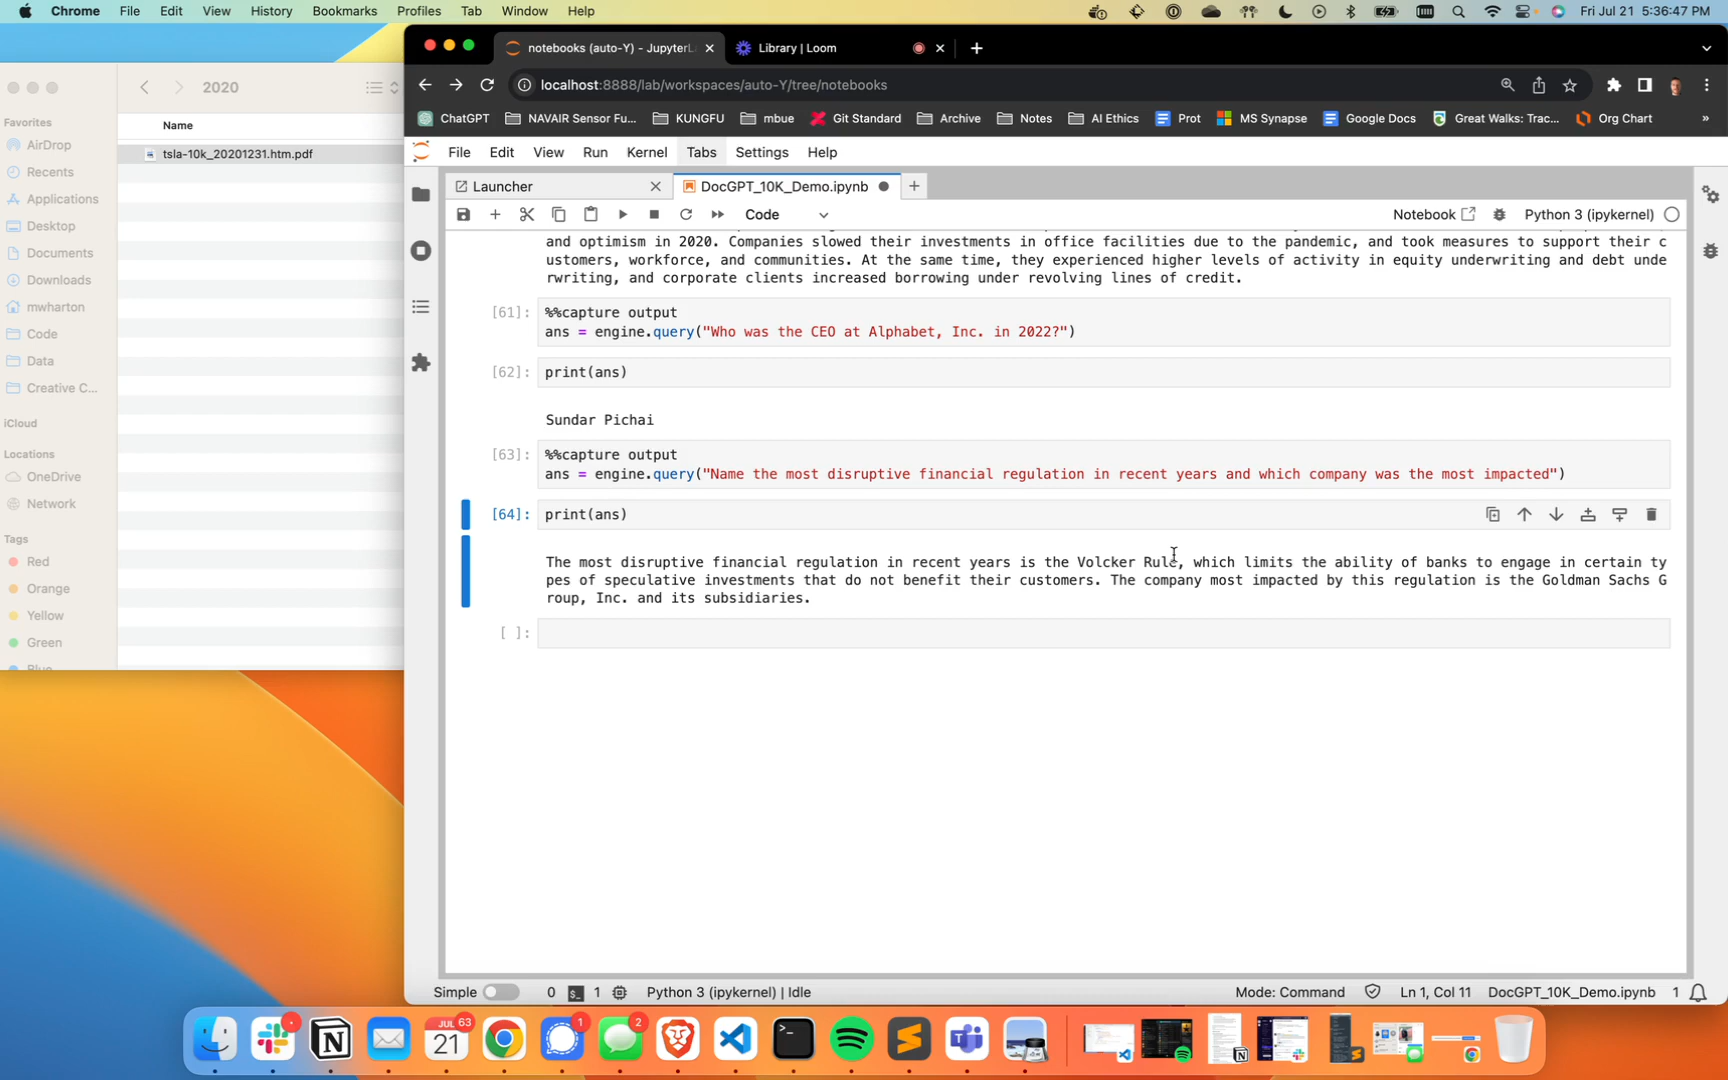 Chrome File Edit View History Bookmarks Profiles Tab Window Help Fri Jul 21 5:36:47 PM
notebooks (auto-Y) - JupyterL Library | Loom
2020
localhost:8888/lab/workspaces/auto-Y/tree/notebooks
ChatGPT NAVAIR Sensor Fu... KUNGFU mbue Git Standard Archive Notes AI Ethics Prot MS Synapse Google Docs Great Walks: Trac... Org Chart »
Favorites
Name
AirDrop
tsla-10k_20201231.htm.pdf
Recents
Applications
Desktop
Documents
Downloads
mwharton
Code
Data
Creative C...
iCloud
Locations
OneDrive
Network
Tags
Red
Orange
Yellow
Green
Blue
File Edit View Run Kernel Tabs Settings Help
Launcher DocGPT_10K_Demo.ipynb
Code Notebook Python 3 (ipykernel)
and optimism in 2020. Companies slowed their investments in office facilities due to the pandemic, and took measures to support their c
ustomers, workforce, and communities. At the same time, they experienced higher levels of activity in equity underwriting and debt unde
rwriting, and corporate clients increased borrowing under revolving lines of credit.
[61]: %%capture output
ans = engine.query("Who was the CEO at Alphabet, Inc. in 2022?")
[62]: print(ans)
Sundar Pichai
[63]: %%capture output
ans = engine.query("Name the most disruptive financial regulation in recent years and which company was the most impacted")
[64]: print(ans)
The most disruptive financial regulation in recent years is the Volcker Rule, which limits the ability of banks to engage in certain ty
pes of speculative investments that do not benefit their customers. The company most impacted by this regulation is the Goldman Sachs G
roup, Inc. and its subsidiaries.
[ ]:
Simple 0 1 Python 3 (ipykernel) | Idle Mode: Command Ln 1, Col 11 DocGPT_10K_Demo.ipynb 1
JUL 63
21
1
2